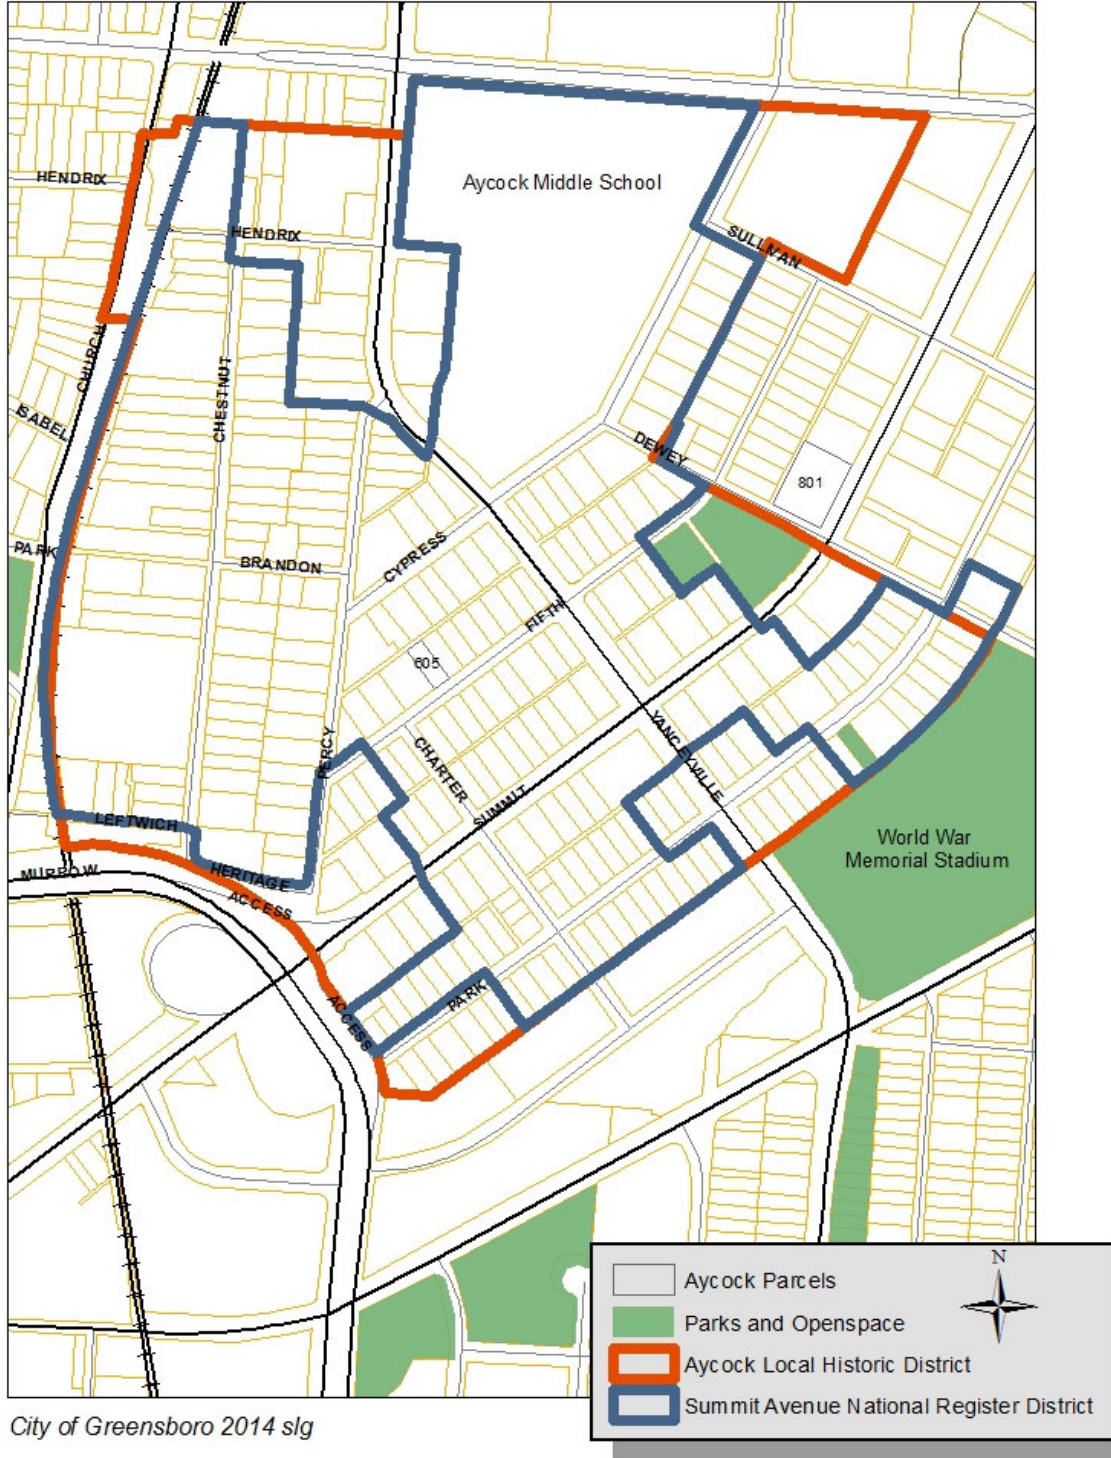 HENDRIX
Aycock Middle School
HENDRIX
SULLIVAN
CHURCH
CHESTNUT
ISABEL
DEWEY
801
PARK
BRANDON
CYPRESS
FIFTH
605
PERCY
CHARTER
YANCEYVILLE
SUMMIT
LEFTWICH
World War
Memorial Stadium
MURROW
HERITAGE
ACCESS
ACCESS
PARK
N
Aycock Parcels
Parks and Openspace
Aycock Local Historic District
Summit Avenue National Register District
City of Greensboro 2014 slg